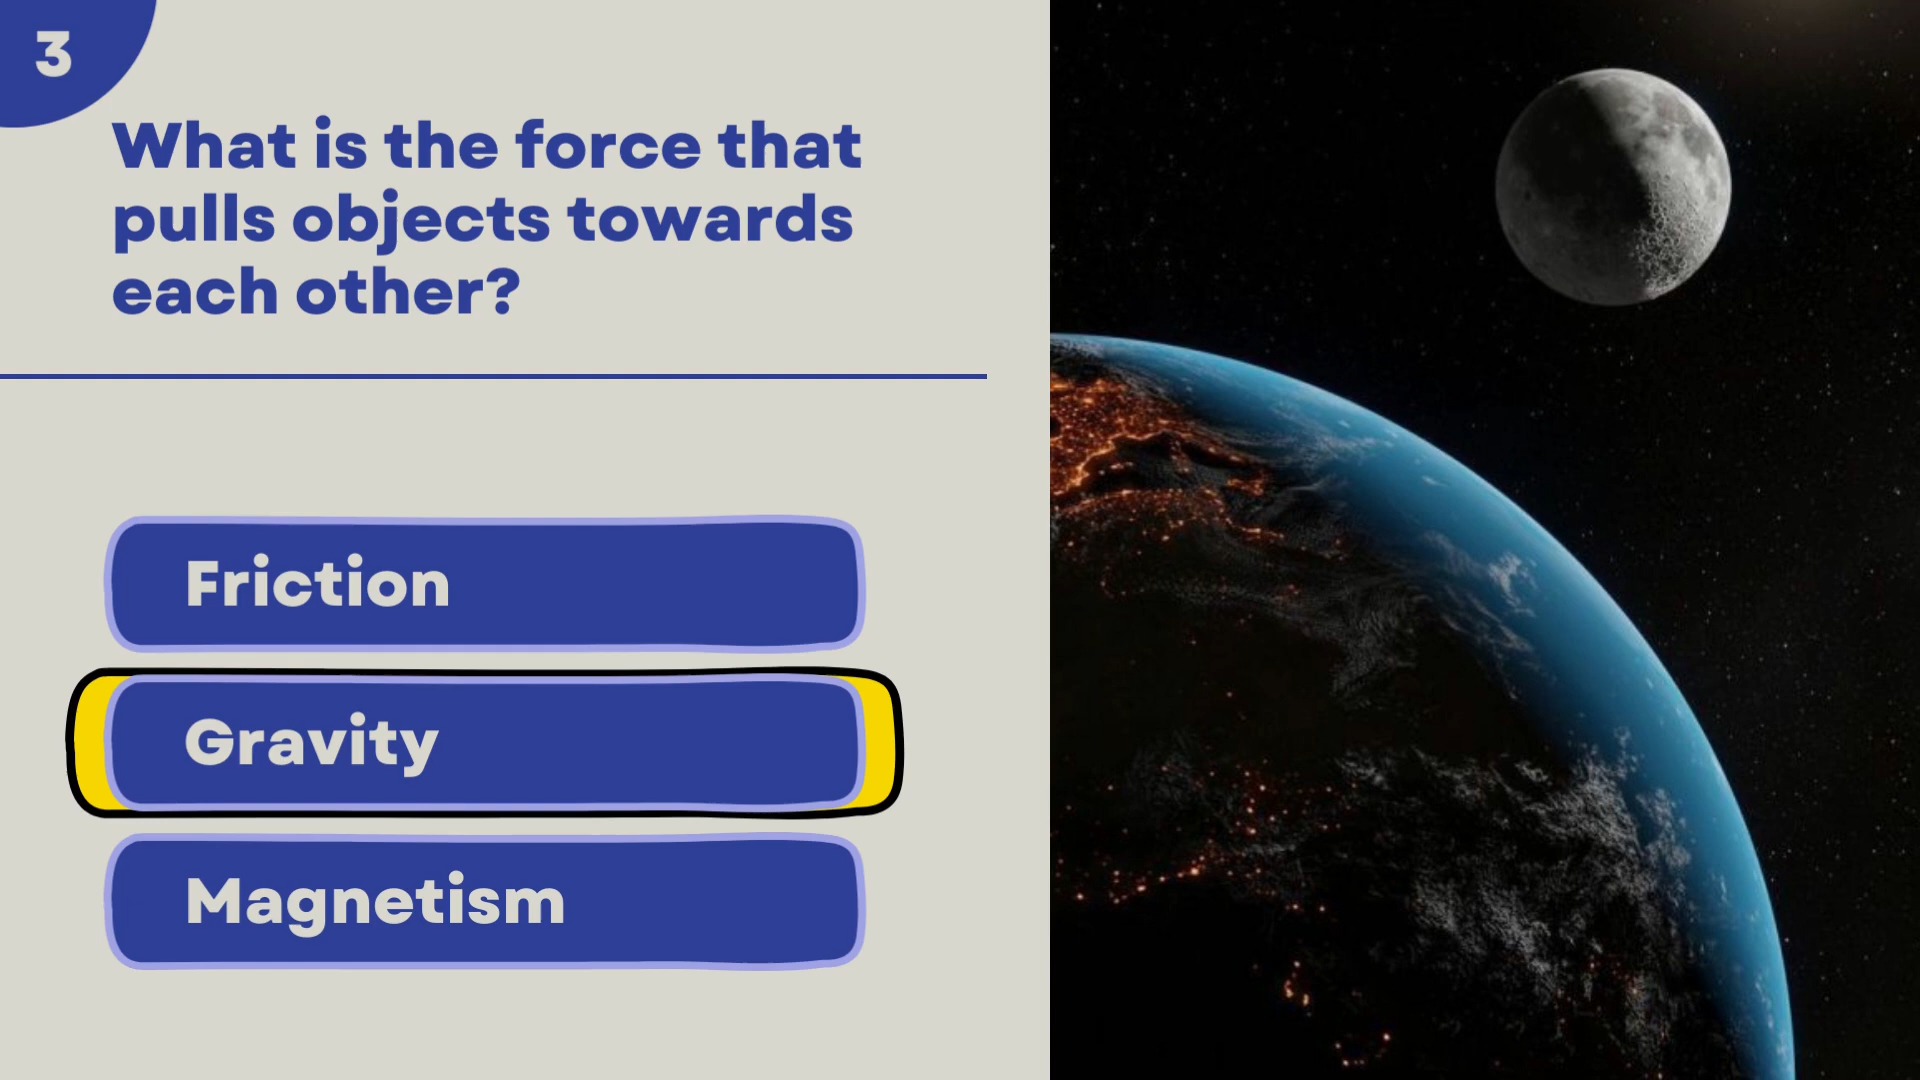 3
What is the force that
pulls objects towards
each other?
Friction
Gravity
Magnetism